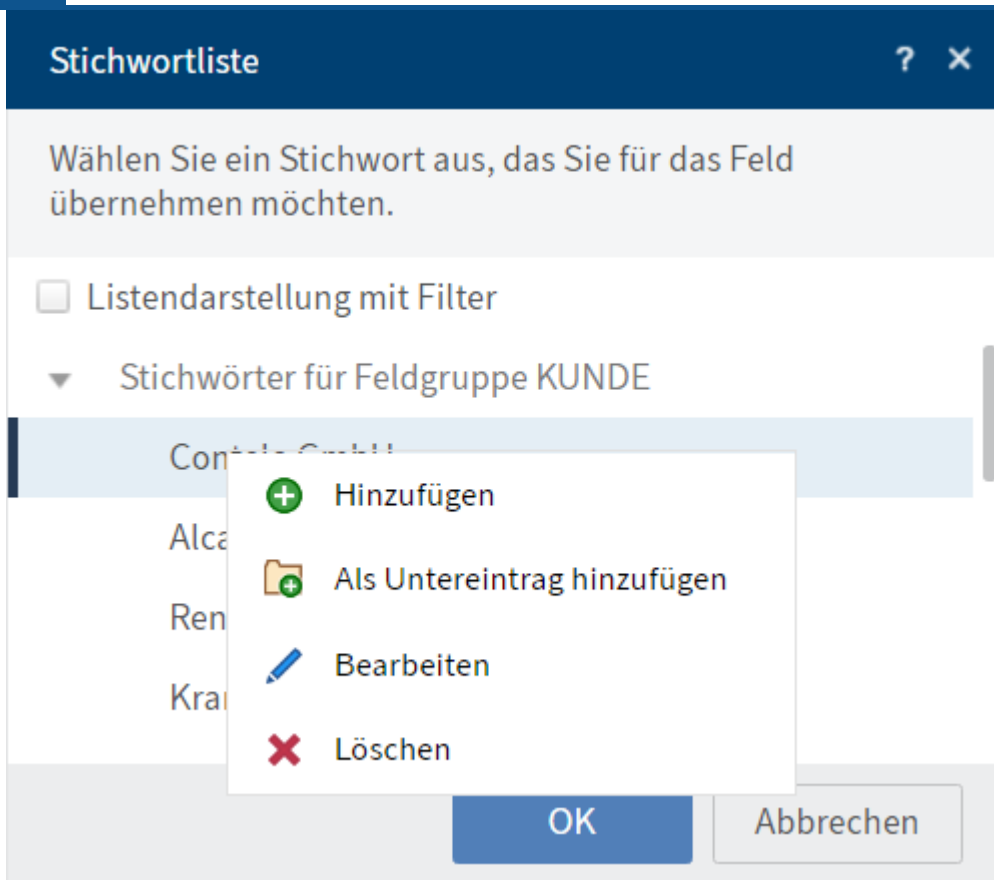 Stichwortliste ? ×
Wählen Sie ein Stichwort aus, das Sie für das Feld
übernehmen möchten.
Listendarstellung mit Filter
Stichwörter für Feldgruppe KUNDE
Hinzufügen
Als Untereintrag hinzufügen
Bearbeiten
Löschen
OK Abbrechen